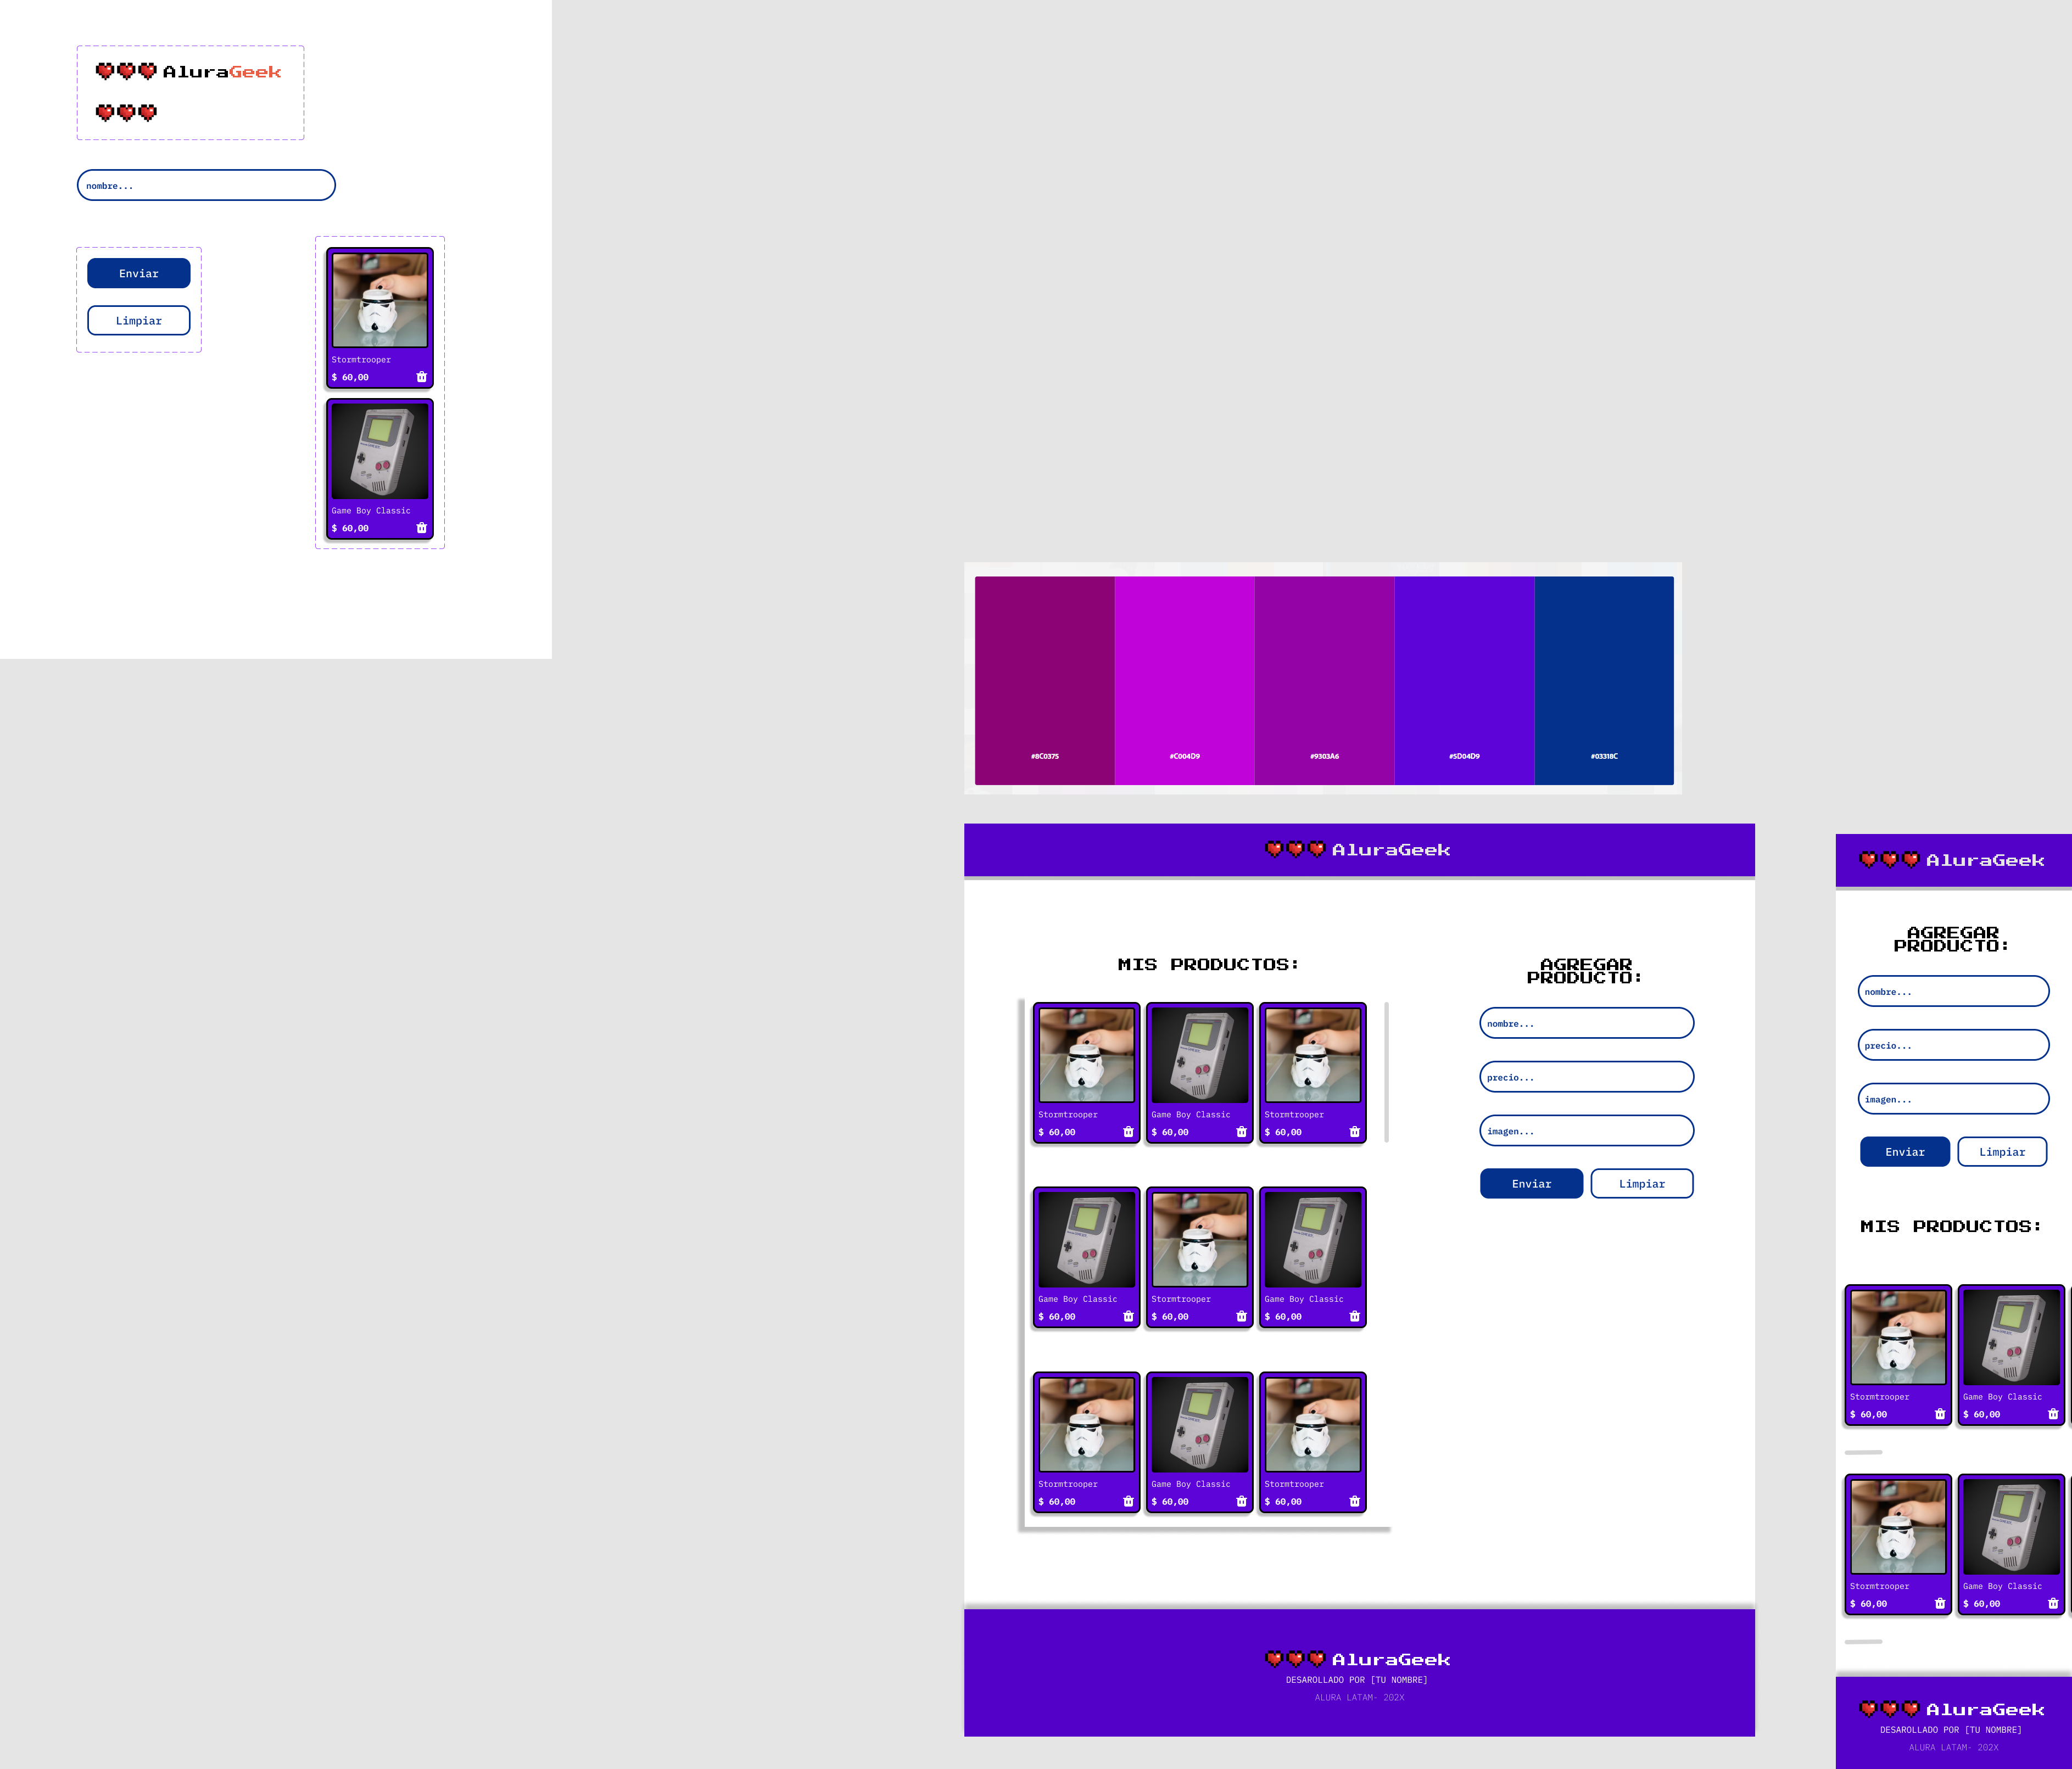 AluraGeek
nombre...
Enviar
Limpiar
Stormtrooper
$ 60,00
Game Boy Classic
$ 60,00
#8C0375
#C004D9
#9303A6
#5D04D9
#03318C
AluraGeek
MIS PRODUCTOS:
Stormtrooper
$ 60,00
Game Boy Classic
$ 60,00
Stormtrooper
$ 60,00
Game Boy Classic
$ 60,00
Stormtrooper
$ 60,00
Game Boy Classic
$ 60,00
Stormtrooper
$ 60,00
Game Boy Classic
$ 60,00
Stormtrooper
$ 60,00
AGREGAR
PRODUCTO:
nombre...
precio...
imagen...
Enviar
Limpiar
AluraGeek
DESAROLLADO POR [TU NOMBRE]
ALURA LATAM- 202X
AluraGeek
AGREGAR
PRODUCTO:
nombre...
precio...
imagen...
Enviar
Limpiar
MIS PRODUCTOS:
Stormtrooper
$ 60,00
Game Boy Classic
$ 60,00
Stormtrooper
$ 60,00
Game Boy Classic
$ 60,00
AluraGeek
DESAROLLADO POR [TU NOMBRE]
ALURA LATAM- 202X